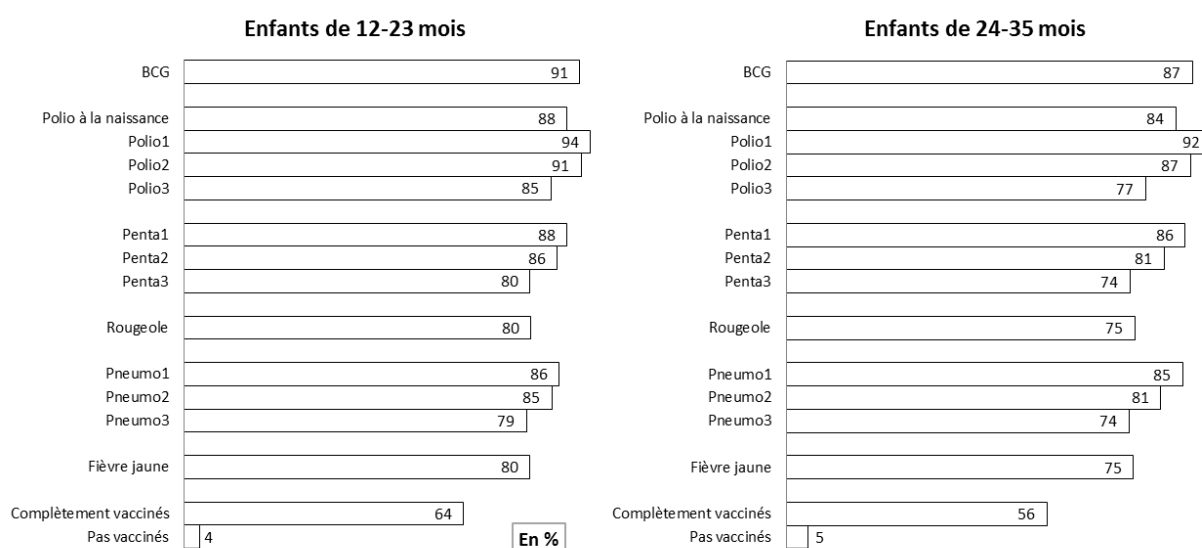 Enfants de 12-23 mois
BCG 91
Polio à la naissance 88
Polio1 94
Polio2 91
Polio3 85
Penta1 88
Penta2 86
Penta3 80
Rougeole 80
Pneumo1 86
Pneumo2 85
Pneumo3 79
Fièvre jaune 80
Complètement vaccinés 64
Pas vaccinés 4
En %
Enfants de 24-35 mois
BCG 87
Polio à la naissance 84
Polio1 92
Polio2 87
Polio3 77
Penta1 86
Penta2 81
Penta3 74
Rougeole 75
Pneumo1 85
Pneumo2 81
Pneumo3 74
Fièvre jaune 75
Complètement vaccinés 56
Pas vaccinés 5